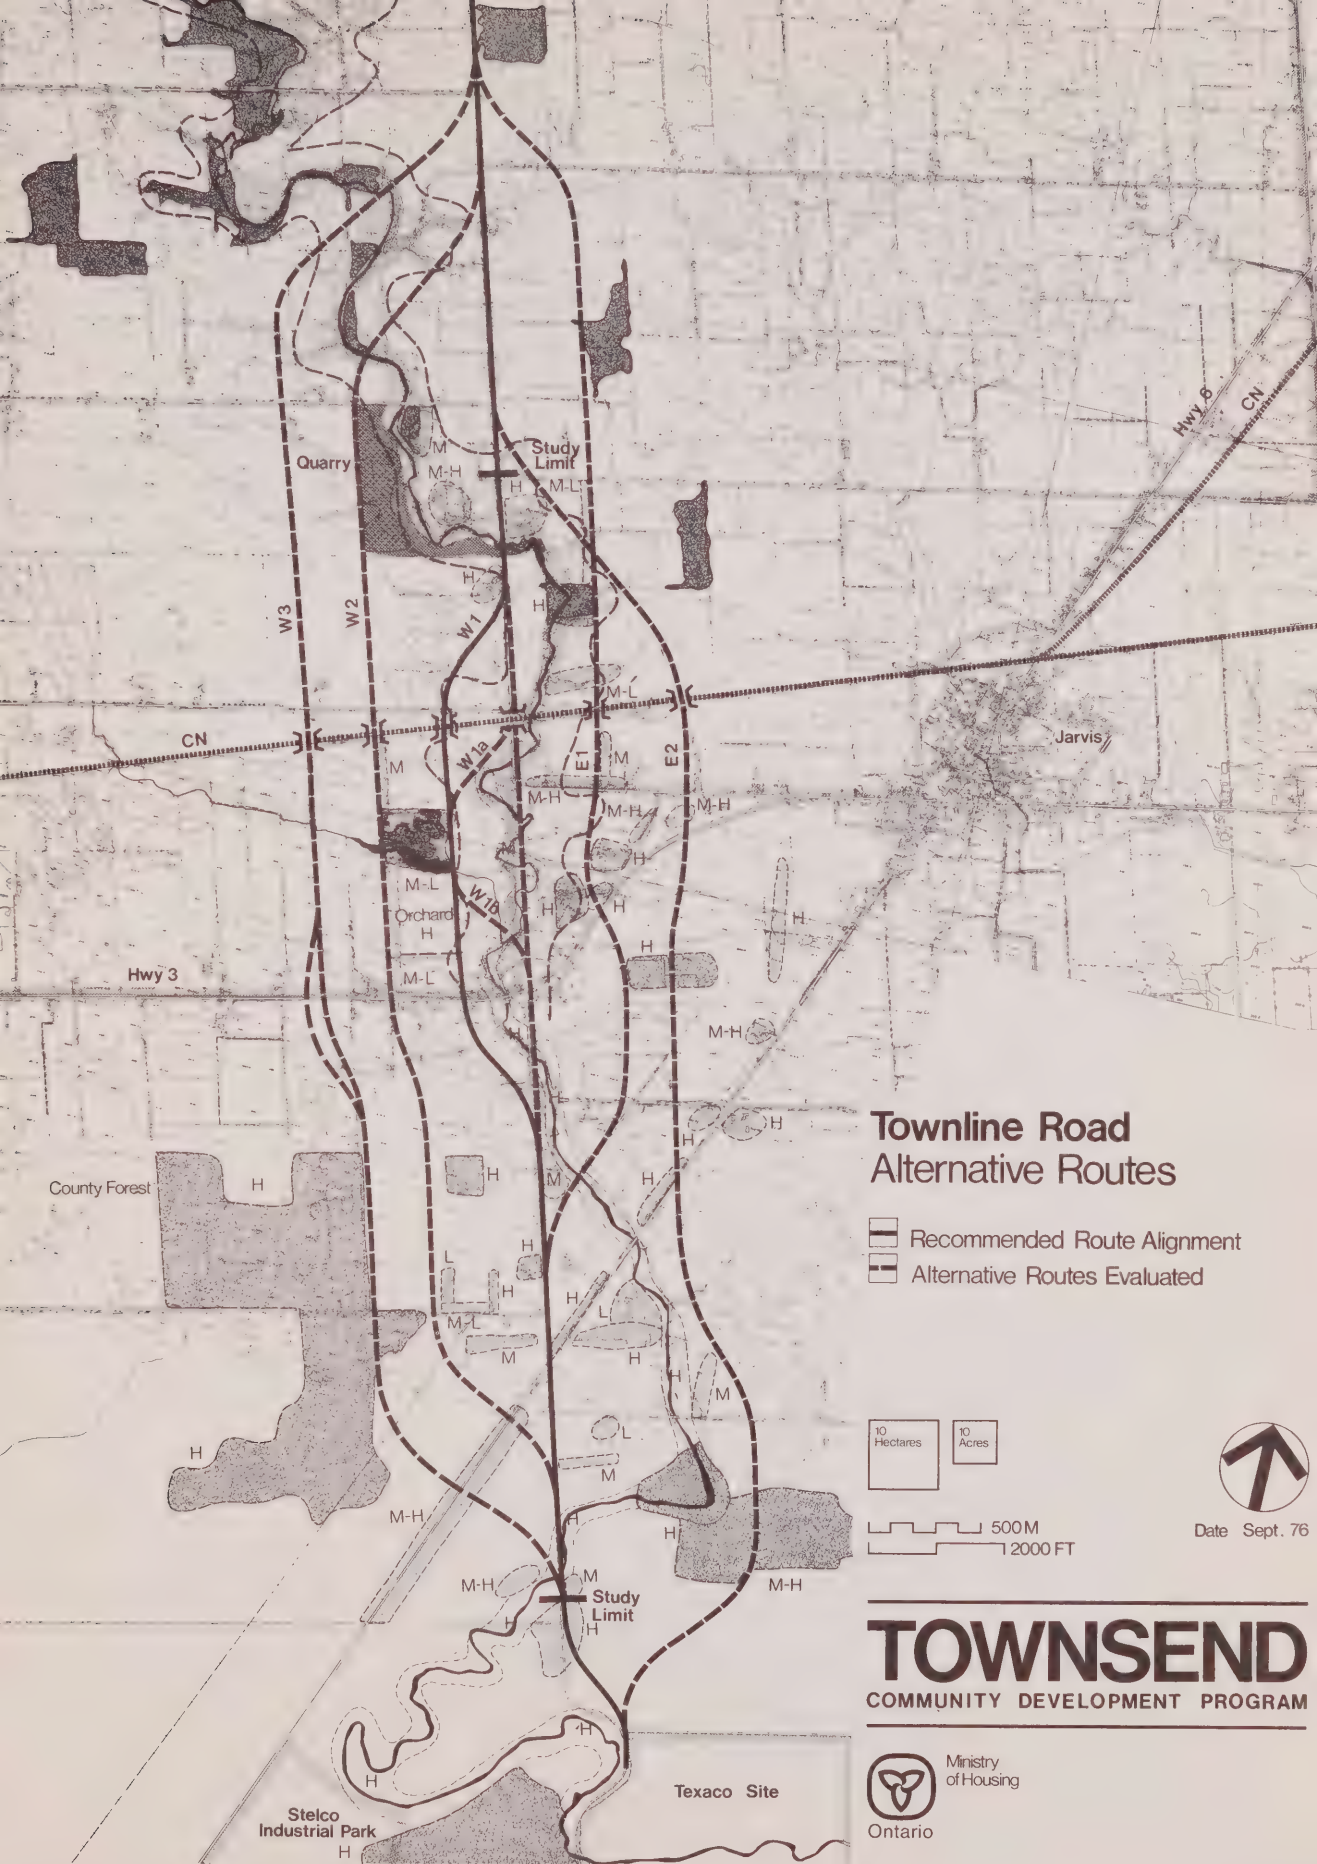 Quarry
M
M-H
Study
Limit
H
M-L
Hwy 6
CN
H
H
W3
W2
W1
M-L
CN
W1a
E1
M
E2
Jarvis
M
M-H
M-H
M-H
H
M-L
W1B
Orchard
H
H
H
H
H
M-L
Hwy 3
M-H
H
H
H
H
Townline Road
Alternative Routes
County Forest
H
H
M
H
Recommended Route Alignment
Alternative Routes Evaluated
H
L
H
H
L
M-L
M
H
H
M
10
Hectares
10
Acres
L
M
H
M-H
H
H
500M
2000 FT
Date Sept. 76
M-H
M
M-H
Study
Limit
H
H
TOWNSEND
COMMUNITY DEVELOPMENT PROGRAM
H
H
Texaco Site
Ministry
of Housing
Ontario
Stelco
Industrial Park
H